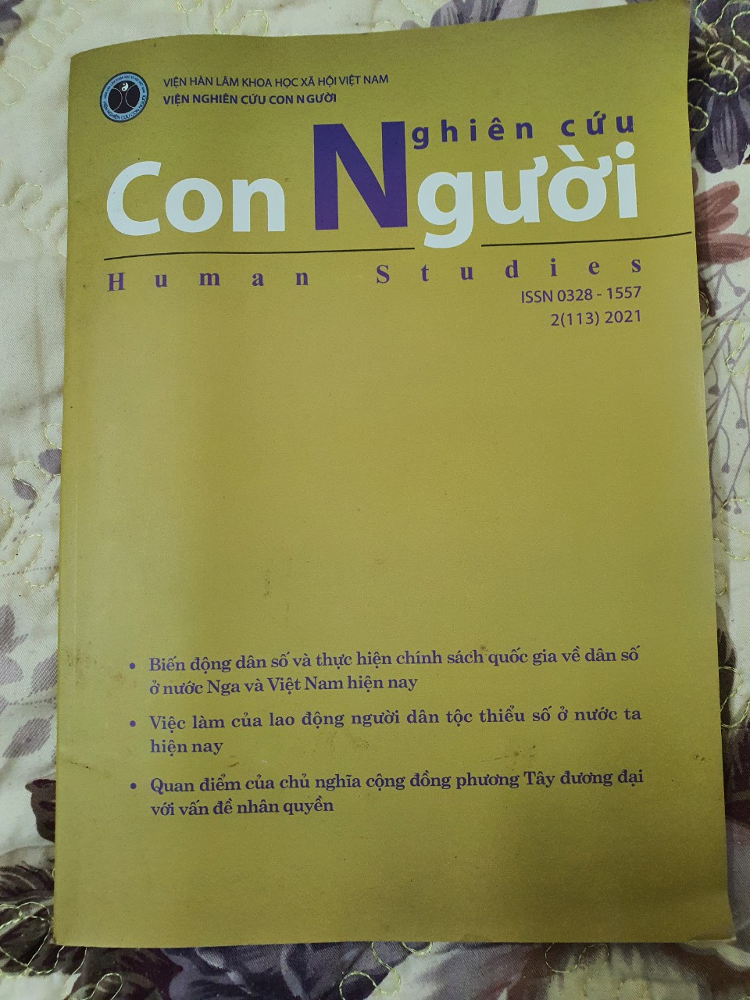 VIỆN HÀN LÂM KHOA HỌC XÃ HỘI VIỆT NAM
VIỆN NGHIÊN CỨU CON NGƯỜI
Nghiên cứu
Con Người
Human Studies
ISSN 0328 - 1557
2(113) 2021
• Biến động dân số và thực hiện chính sách quốc gia về dân số
ở nước Nga và Việt Nam hiện nay
• Việc làm của lao động người dân tộc thiểu số ở nước ta
hiện nay
• Quan điểm của chủ nghĩa cộng đồng phương Tây đương đại
với vấn đề nhân quyền